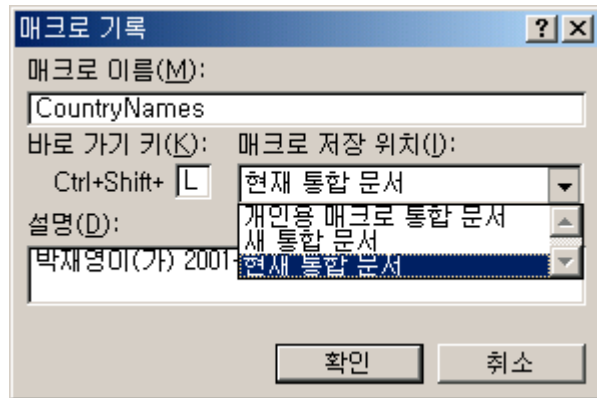 매크로 기록
매크로 이름(M):
CountryNames
바로 가기 키(K): 매크로 저장 위치(I):
Ctrl+Shift+ L 현재 통합 문서
개인용 매크로 통합 문서
설명(D): 새 통합 문서
박재영이(가) 2001- 현재 통합 문서
확인 취소